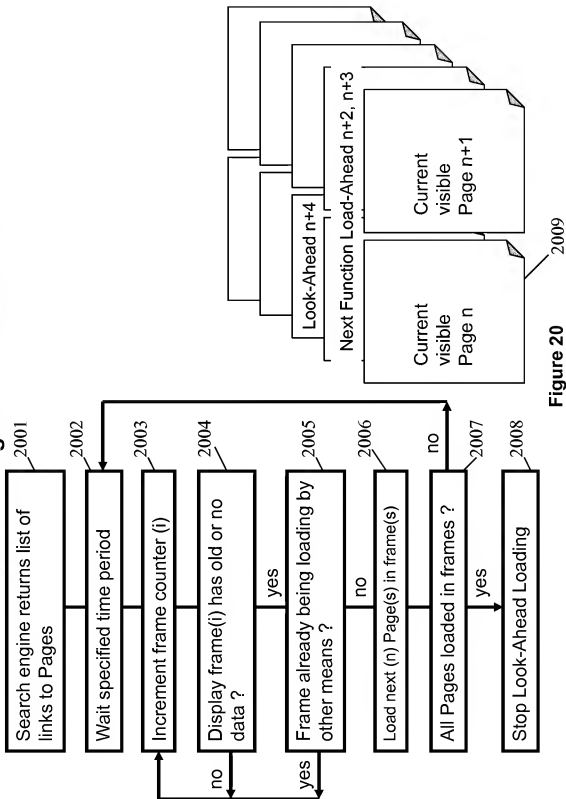 2001
Search engine returns list of
links to Pages
2002
Wait specified time period
2003
Increment frame counter (i)
2004
Display frame(i) has old or no
data ?
no
yes
2005
Frame already being loading by
other means ?
yes
no
2006
Load next (n) Page(s) in frame(s)
2007
All Pages loaded in frames ?
no
yes
2008
Stop Look-Ahead Loading
Look-Ahead n+4
Next Function Load-Ahead n+2, n+3
Current
visible
Page n
Current
visible
Page n+1
2009
Figure 20